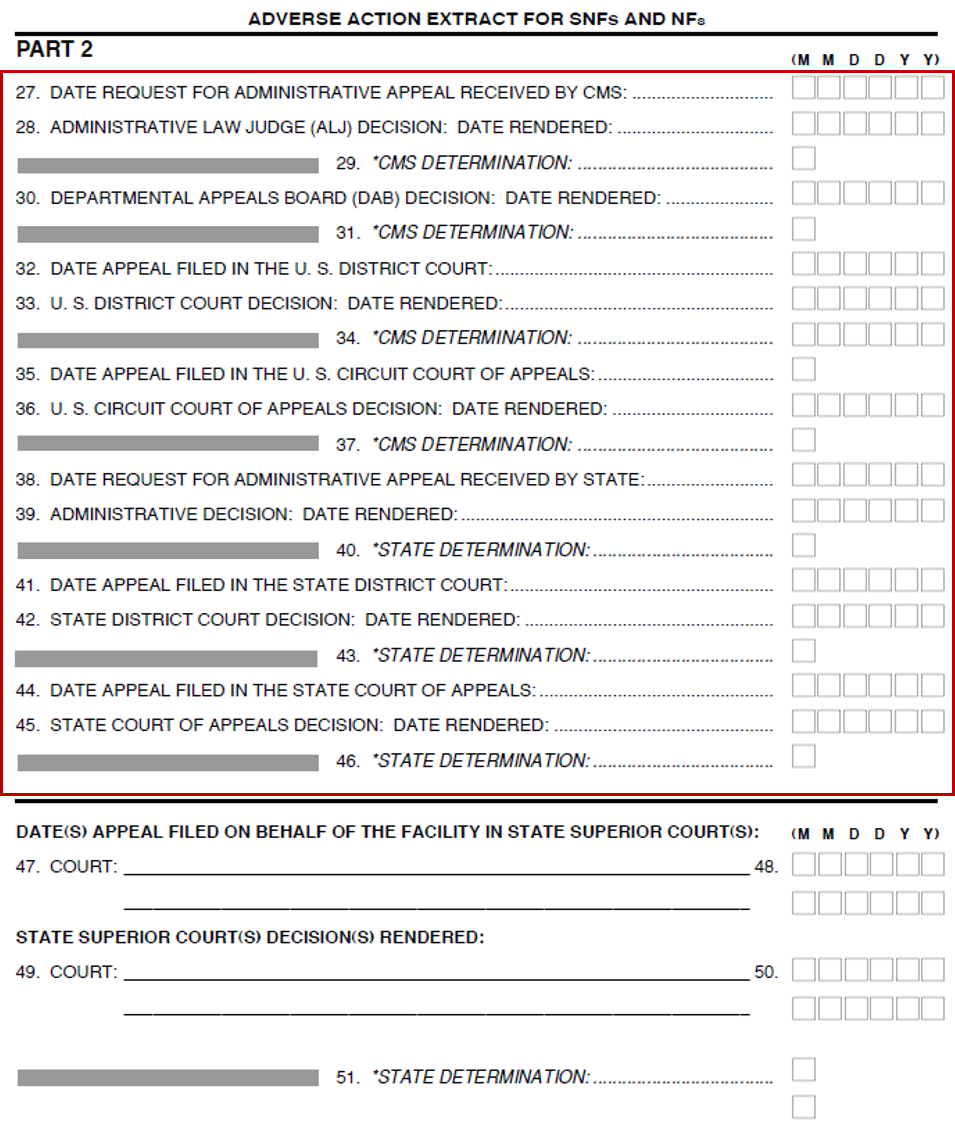 ADVERSE ACTION EXTRACT FOR SNFs AND NFs
PART 2
(M M D D Y Y)
27. DATE REQUEST FOR ADMINISTRATIVE APPEAL RECEIVED BY CMS: ...........................
28. ADMINISTRATIVE LAW JUDGE (ALJ) DECISION: DATE RENDERED: ..............................
29. *CMS DETERMINATION: ......................................
30. DEPARTMENTAL APPEALS BOARD (DAB) DECISION: DATE RENDERED: .....................
31. *CMS DETERMINATION: ......................................
32. DATE APPEAL FILED IN THE U. S. DISTRICT COURT: .....................................................
33. U. S. DISTRICT COURT DECISION: DATE RENDERED: ...................................................
34. *CMS DETERMINATION: ......................................
35. DATE APPEAL FILED IN THE U. S. CIRCUIT COURT OF APPEALS: ..................................
36. U. S. CIRCUIT COURT OF APPEALS DECISION: DATE RENDERED: ...............................
37. *CMS DETERMINATION: ......................................
38. DATE REQUEST FOR ADMINISTRATIVE APPEAL RECEIVED BY STATE: ........................
39. ADMINISTRATIVE DECISION: DATE RENDERED: ............................................................
40. *STATE DETERMINATION: ...................................
41. DATE APPEAL FILED IN THE STATE DISTRICT COURT: ..................................................
42. STATE DISTRICT COURT DECISION: DATE RENDERED: ................................................
43. *STATE DETERMINATION: ...................................
44. DATE APPEAL FILED IN THE STATE COURT OF APPEALS: .............................................
45. STATE COURT OF APPEALS DECISION: DATE RENDERED: ..........................................
46. *STATE DETERMINATION: ...................................
DATE(S) APPEAL FILED ON BEHALF OF THE FACILITY IN STATE SUPERIOR COURT(S): (M M D D Y Y)
47. COURT: ______________________________ 48.
STATE SUPERIOR COURT(S) DECISION(S) RENDERED:
49. COURT: ______________________________ 50.
51. *STATE DETERMINATION: ...................................